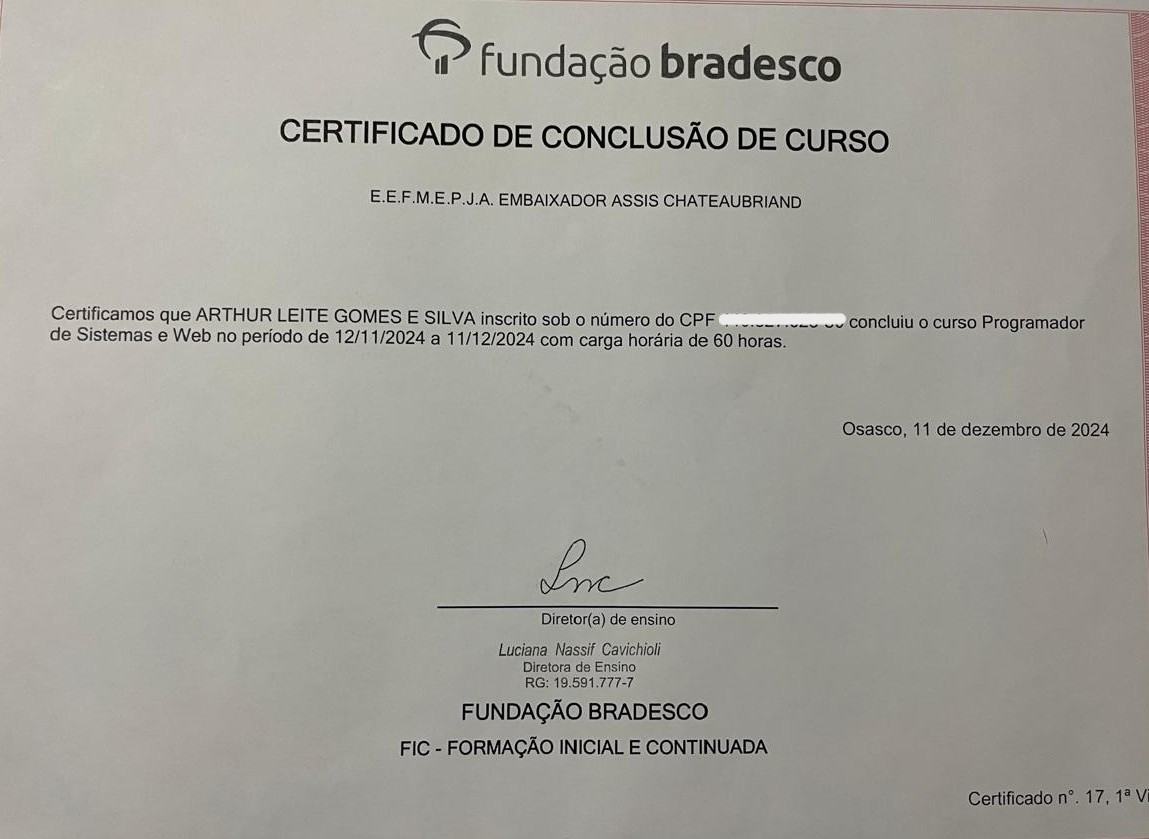 fundação bradesco
CERTIFICADO DE CONCLUSÃO DE CURSO
E.E.F.M.E.P.J.A. EMBAIXADOR ASSIS CHATEAUBRIAND
Certificamos que ARTHUR LEITE GOMES E SILVA inscrito sob o número do CPF concluiu o curso Programador
de Sistemas e Web no período de 12/11/2024 a 11/12/2024 com carga horária de 60 horas.
Osasco, 11 de dezembro de 2024
Diretor(a) de ensino
Luciana Nassif Cavichioli
Diretora de Ensino
RG: 19.591.777-7
FUNDAÇÃO BRADESCO
FIC - FORMAÇÃO INICIAL E CONTINUADA
Certificado n°. 17, 1ª